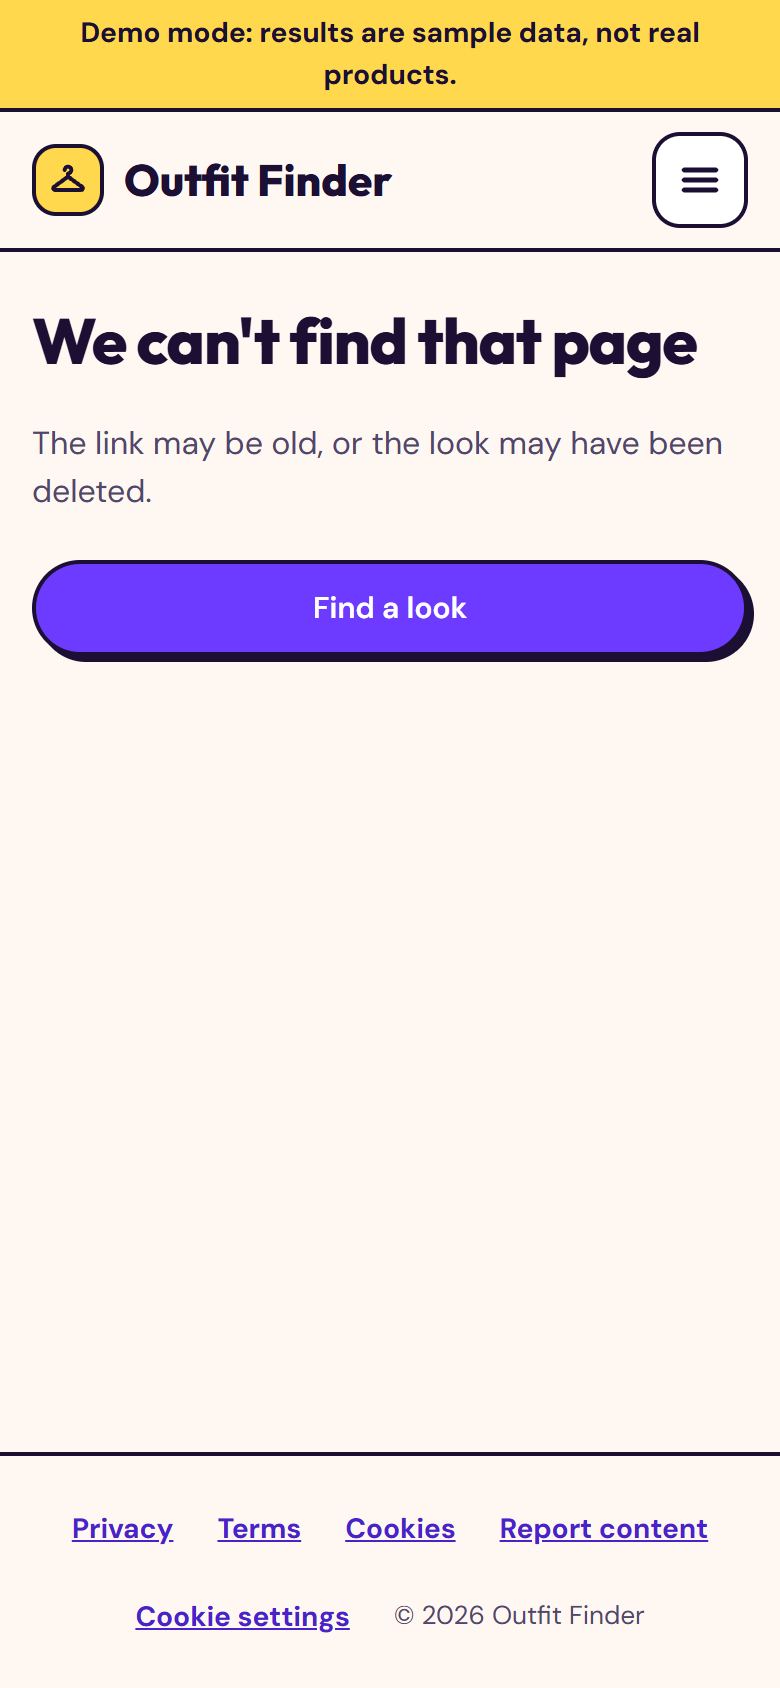 Demo mode: results are sample data, not real
products.
Outfit Finder
We can't find that page
The link may be old, or the look may have been
deleted.
Find a look
Privacy Terms Cookies Report content
Cookie settings © 2026 Outfit Finder